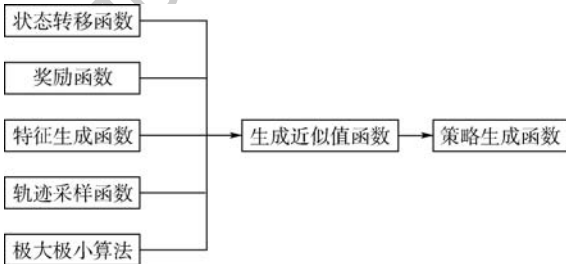 状态转移函数
奖励函数
特征生成函数
生成近似值函数
策略生成函数
轨迹采样函数
极大极小算法